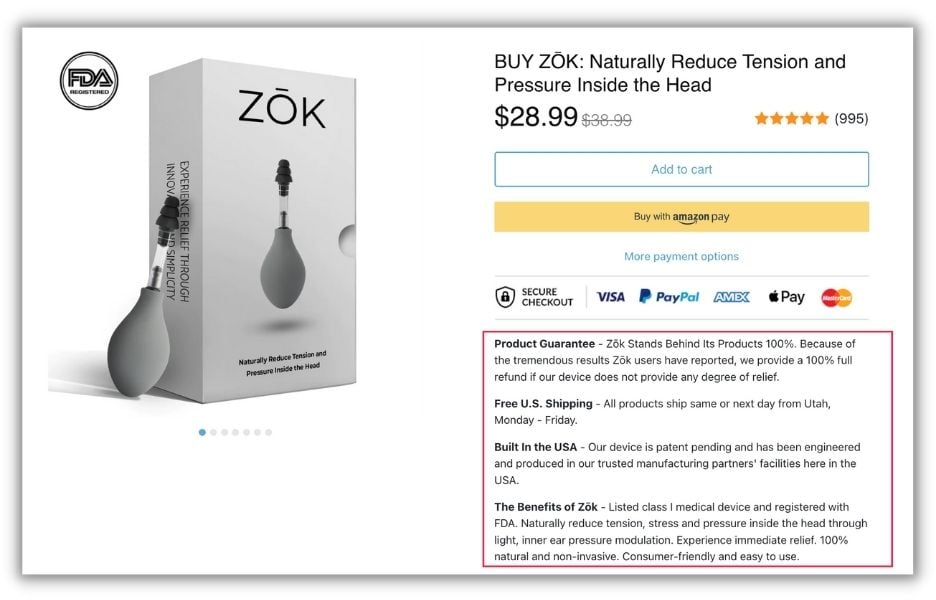 FDA
REGISTERED
ZŌK
EXPERIENCE RELIEF THROUGH
INNOVA ND SIMPLICITY
Naturally Reduce Tension and
Pressure Inside the Head
BUY ZŌK: Naturally Reduce Tension and
Pressure Inside the Head
$28.99 $38.99 (995)
Add to cart
Buy with amazon pay
More payment options
SECURE
CHECKOUT
VISA PayPal AMEX Pay MasterCard
Product Guarantee - Zōk Stands Behind Its Products 100%. Because of
the tremendous results Zōk users have reported, we provide a 100% full
refund if our device does not provide any degree of relief.
Free U.S. Shipping - All products ship same or next day from Utah,
Monday - Friday.
Built In the USA - Our device is patent pending and has been engineered
and produced in our trusted manufacturing partners' facilities here in the
USA.
The Benefits of Zōk - Listed class I medical device and registered with
FDA. Naturally reduce tension, stress and pressure inside the head through
light, inner ear pressure modulation. Experience immediate relief. 100%
natural and non-invasive. Consumer-friendly and easy to use.